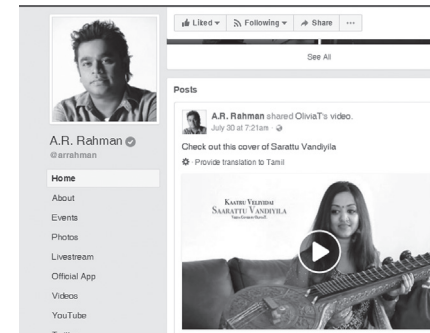 Liked Following Share ...
See All
Posts
A.R. Rahman shared OliviaT's video.
July 30 at 7:21am ·
Check out this cover of Sarattu Vandiyila
· Provide translation to Tamil
KAATRU VELIYIDAI
SAARATTU VANDIYILA
A.R. Rahman
@arrahman
Home
About
Events
Photos
Livestream
Official App
Videos
YouTube